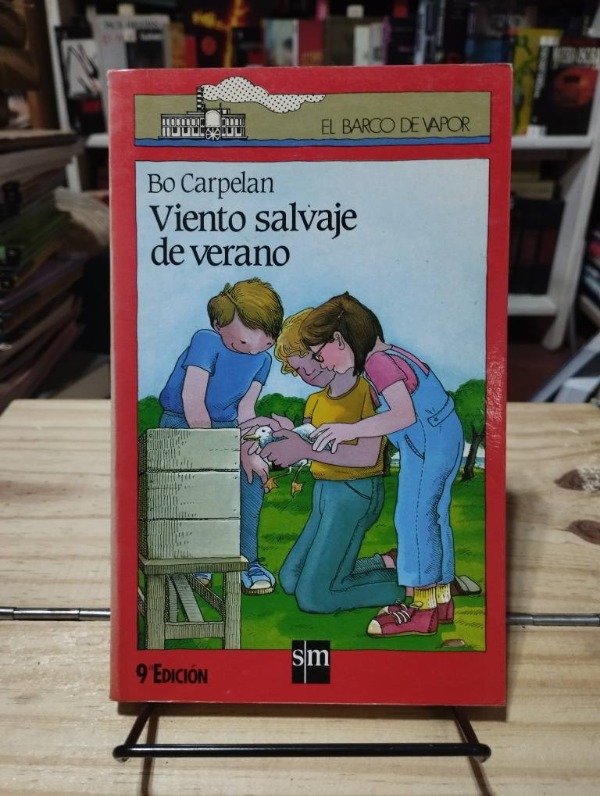 EL BARCO DE VAPOR
Bo Carpelan
Viento salvaje
de verano
9ª EDICIÓN
sm